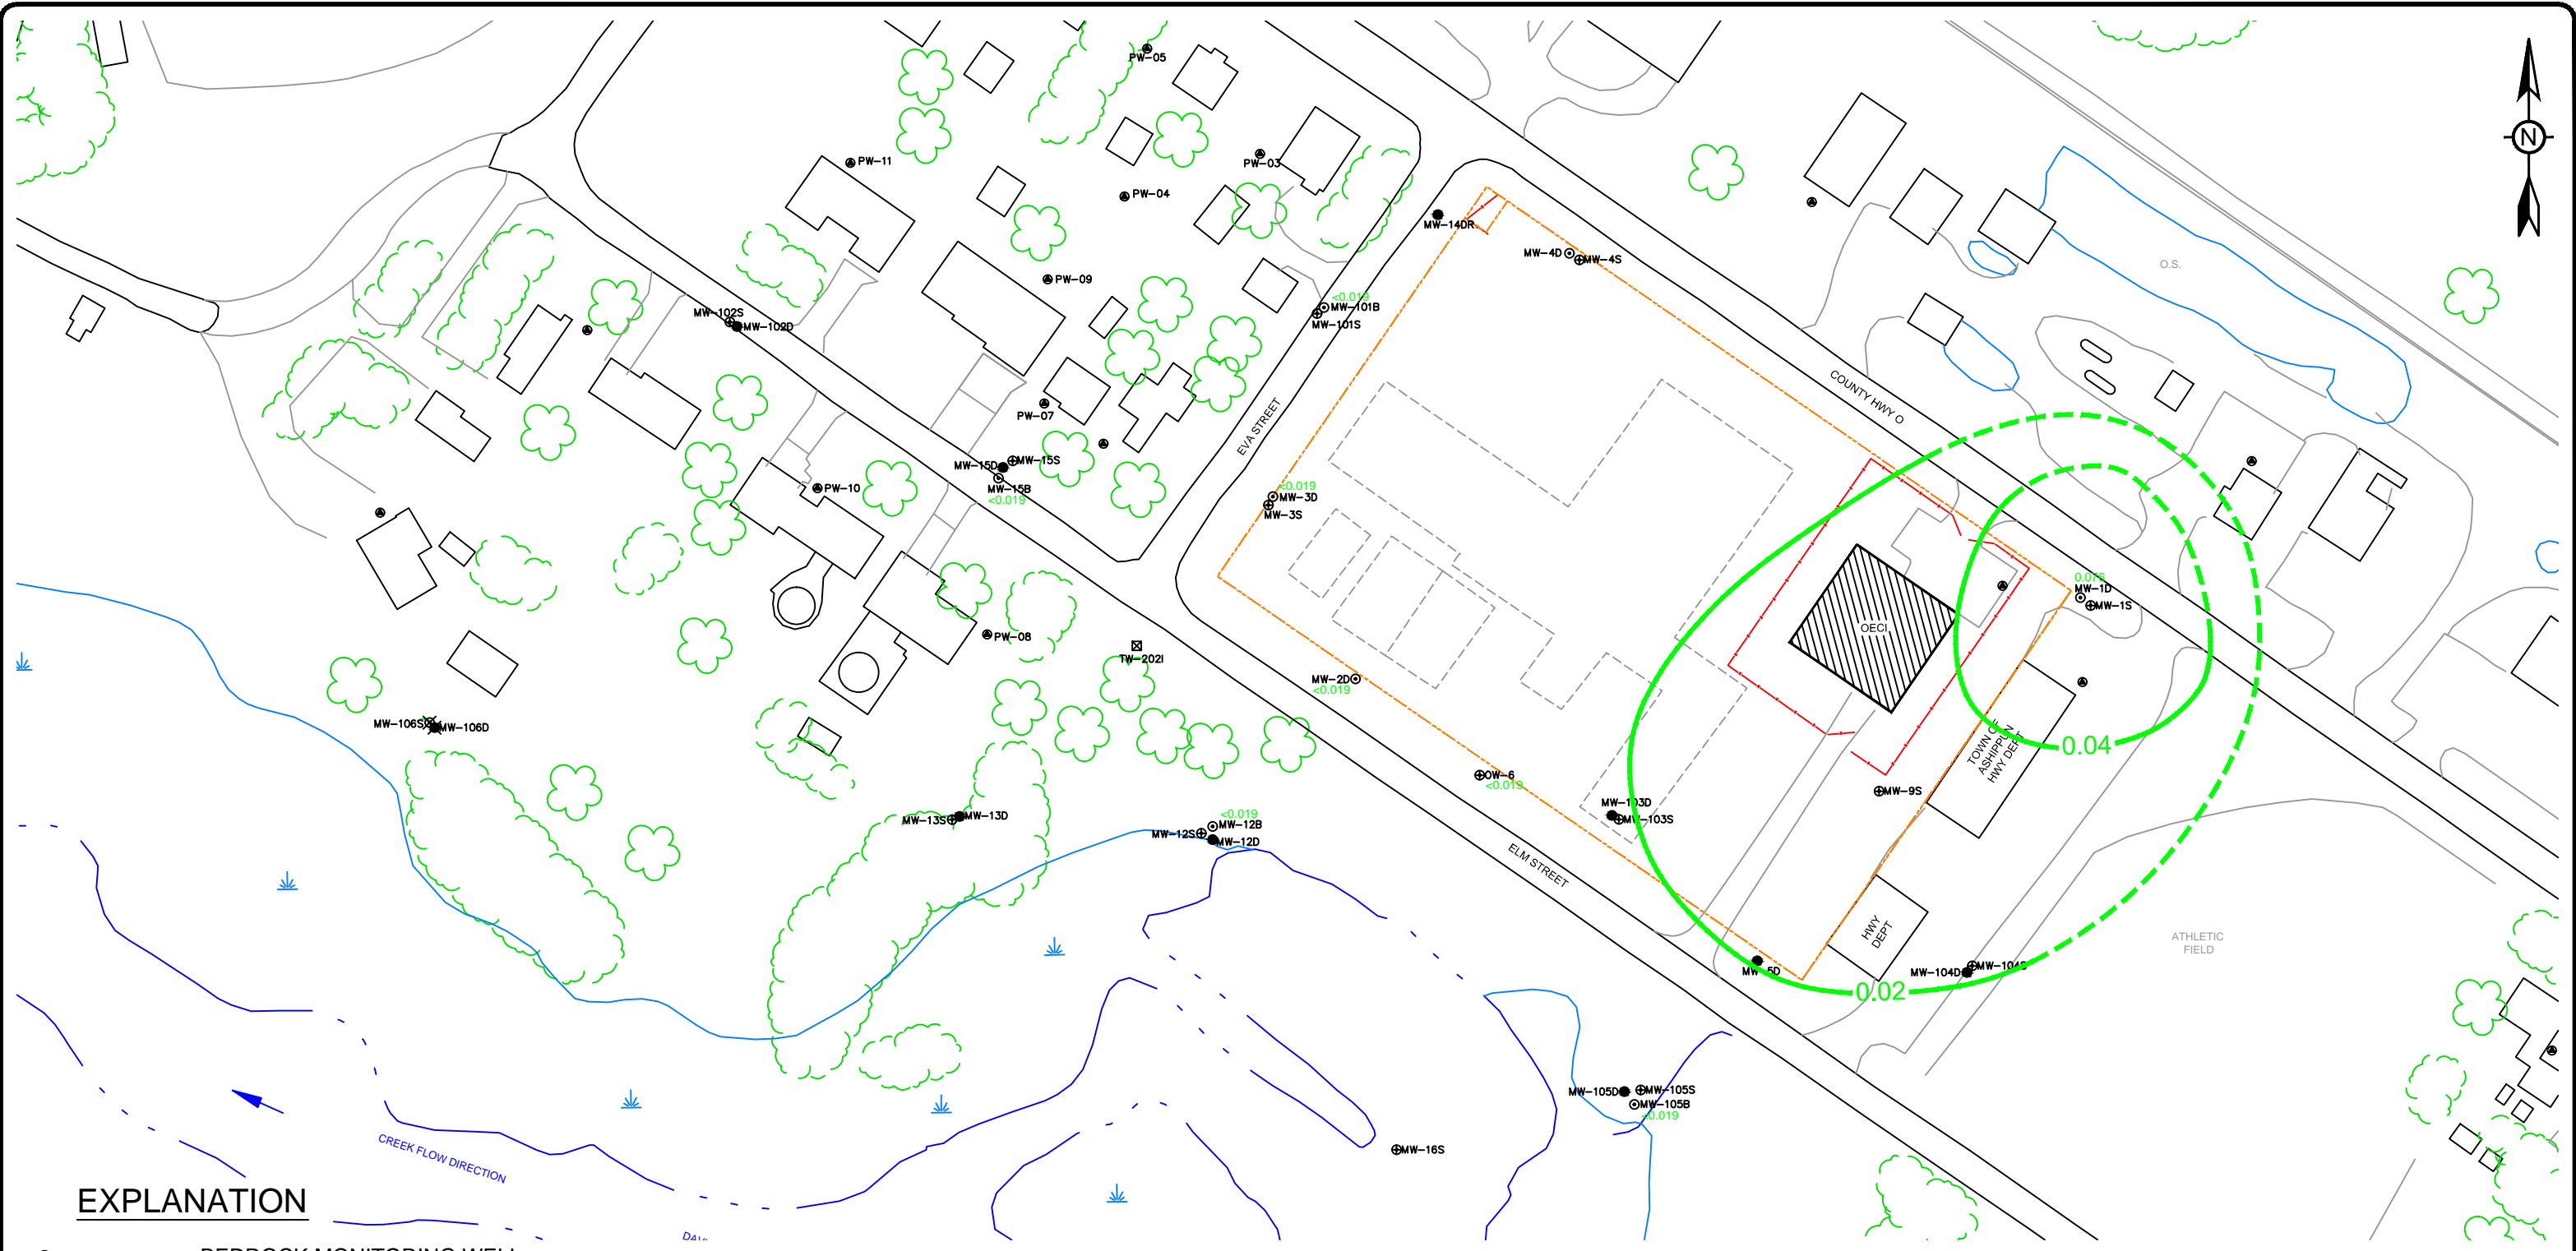 PW-05
N
PW-11
PW-03
PW-04
MW-14DR
MW-4D
MW-4S
O.S.
PW-09
<0.019
MW-101B
MW-101S
MW-102S
MW-102D
COUNTY HWY O
PW-07
EVA STREET
MW-15D
MW-15S
MW-15B
<0.019
PW-10
<0.019
MW-3D
MW-3S
0.076
MW-1D
MW-1S
OECI
PW-08
TW-202I
MW-2D
<0.019
MW-106S
MW-106D
TOWN OF
ASHIPPUN
HWY DEPT
0.04
OW-6
<0.019
MW-9S
MW-103D
MW-103S
MW-13S
MW-13D
<0.019
MW-12B
MW-12S
MW-12D
ELM STREET
HWY
DEPT
ATHLETIC
FIELD
MW-5D
MW-104D
MW-104S
0.02
MW-105D
MW-105S
MW-105B
<0.019
MW-16S
CREEK FLOW DIRECTION
EXPLANATION
BEDROCK MONITORING WELL